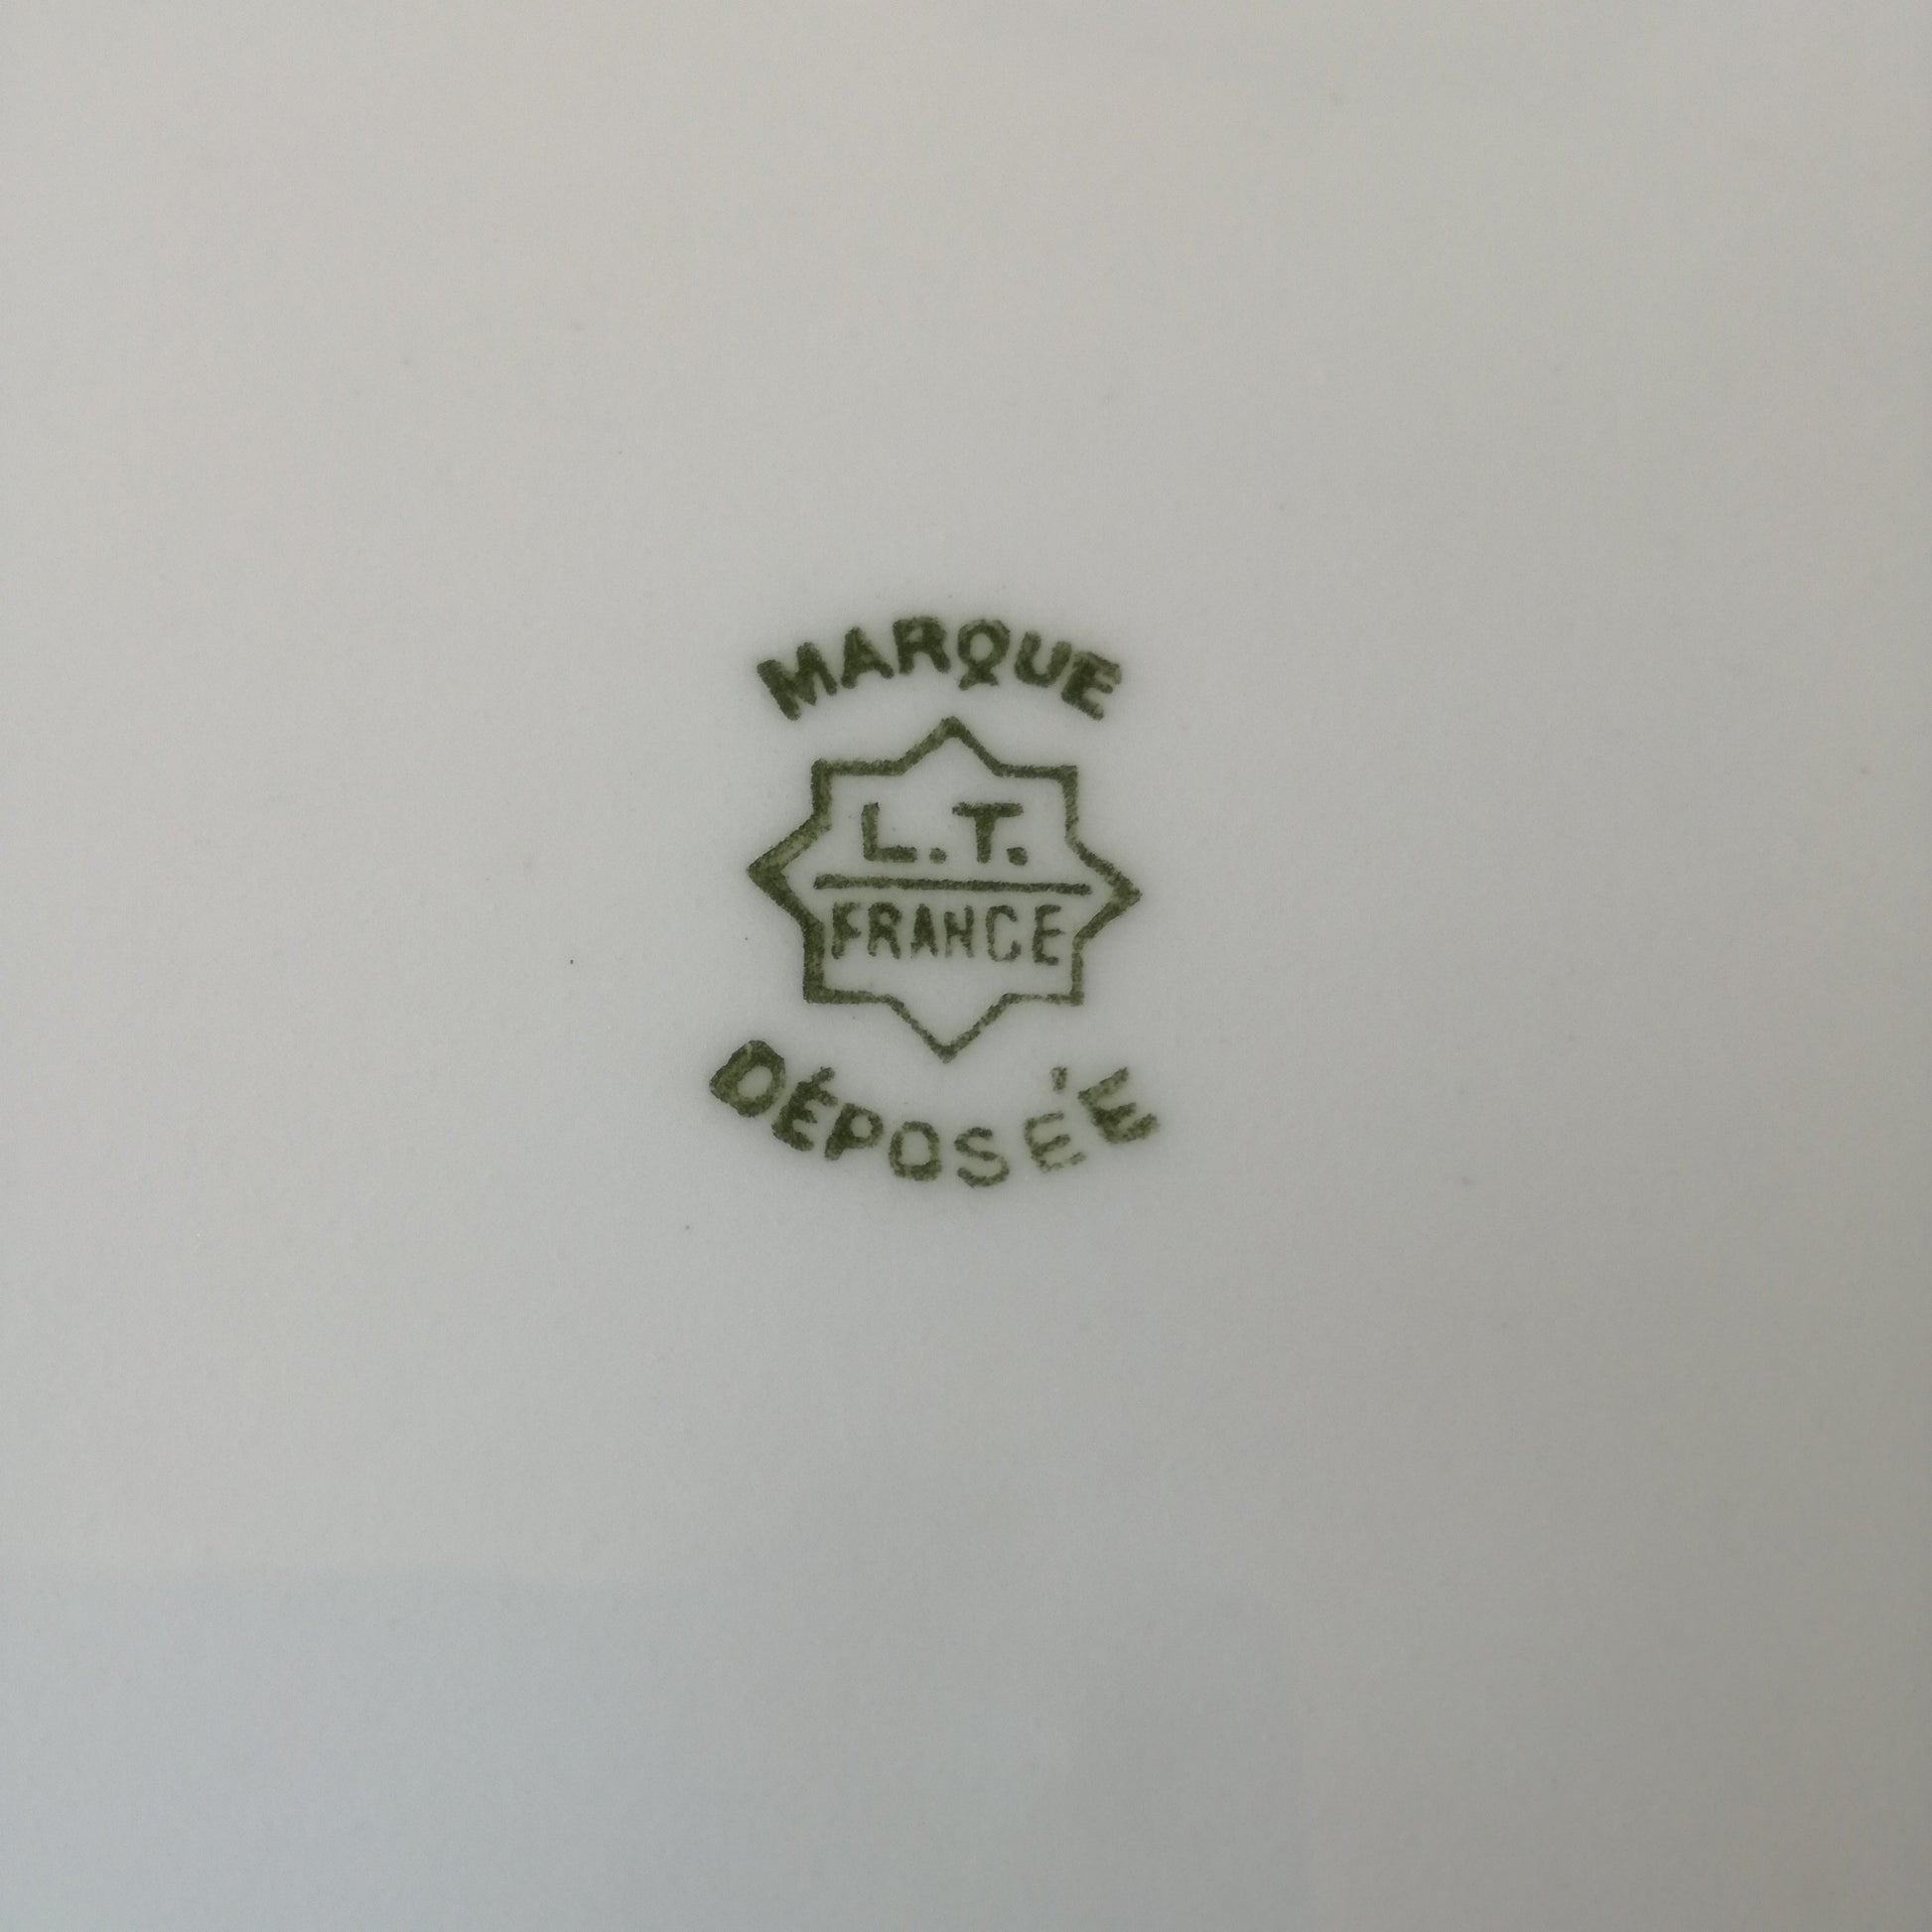 MARQUE
L.T.
FRANCE
DÉPOSÉE